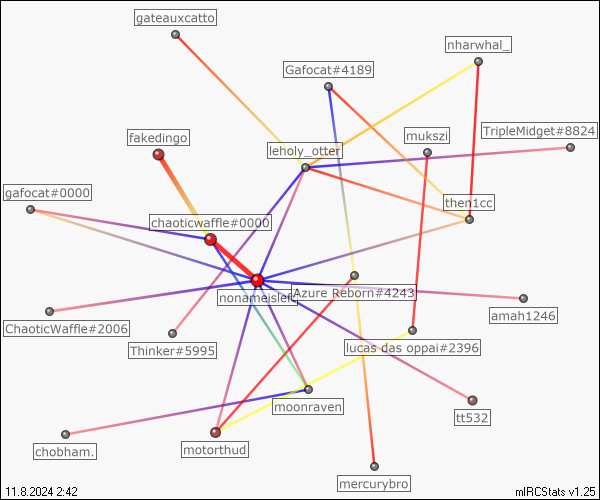 gateauxcatto
nharwhal_
Gafocat#4189
TripleMidget#8824
fakedingo
mukszi
leholy_otter
gafocat#0000
then1cc
chaoticwaffle#0000
Azure Reborn#4243
amah1246
ChaoticWaffle#2006
Thinker#5995
lucas das oppai#2396
moonraven
tt532
chobham.
motorthud
mercurybro
11.8.2024 2:42
mIRCStats v1.25